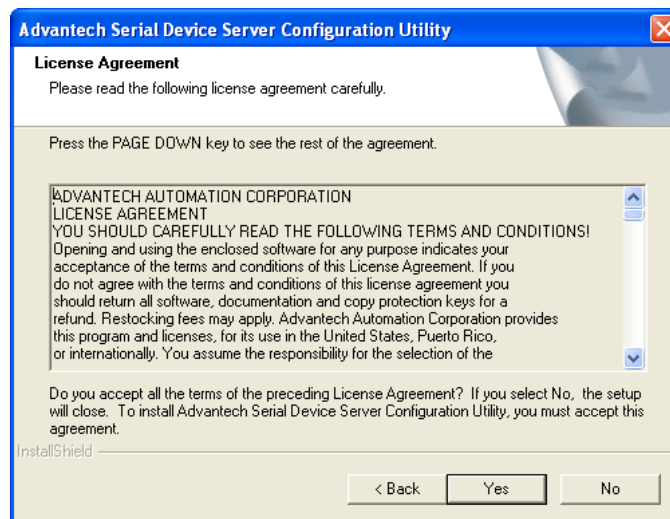 Advantech Serial Device Server Configuration Utility
License Agreement
Please read the following license agreement carefully.
Press the PAGE DOWN key to see the rest of the agreement.
ADVANTECH AUTOMATION CORPORATION
LICENSE AGREEMENT
YOU SHOULD CAREFULLY READ THE FOLLOWING TERMS AND CONDITIONS!
Opening and using the enclosed software for any purpose indicates your
acceptance of the terms and conditions of this License Agreement. If you
do not agree with the terms and conditions of this license agreement you
should return all software, documentation and copy protection keys for a
refund. Restocking fees may apply. Advantech Automation Corporation provides
this program and licenses, for its use in the United States, Puerto Rico,
or internationally. You assume the responsibility for the selection of the
Do you accept all the terms of the preceding License Agreement? If you select No, the setup
will close. To install Advantech Serial Device Server Configuration Utility, you must accept this
agreement.
InstallShield
< Back
Yes
No